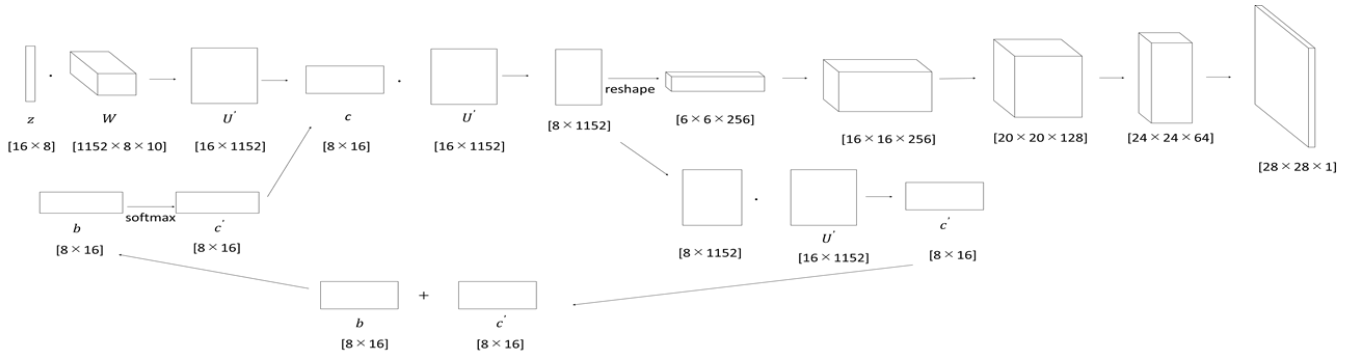 z
W
U'
c
U'
reshape
[16 × 8]
[1152 × 8 × 10]
[16 × 1152]
[8 × 16]
[16 × 1152]
[8 × 1152]
[6 × 6 × 256]
[16 × 16 × 256]
[20 × 20 × 128]
[24 × 24 × 64]
[28 × 28 × 1]
softmax
b
c'
[8 × 16]
[8 × 16]
U'
c'
[8 × 1152]
[16 × 1152]
[8 × 16]
+
b
c'
[8 × 16]
[8 × 16]